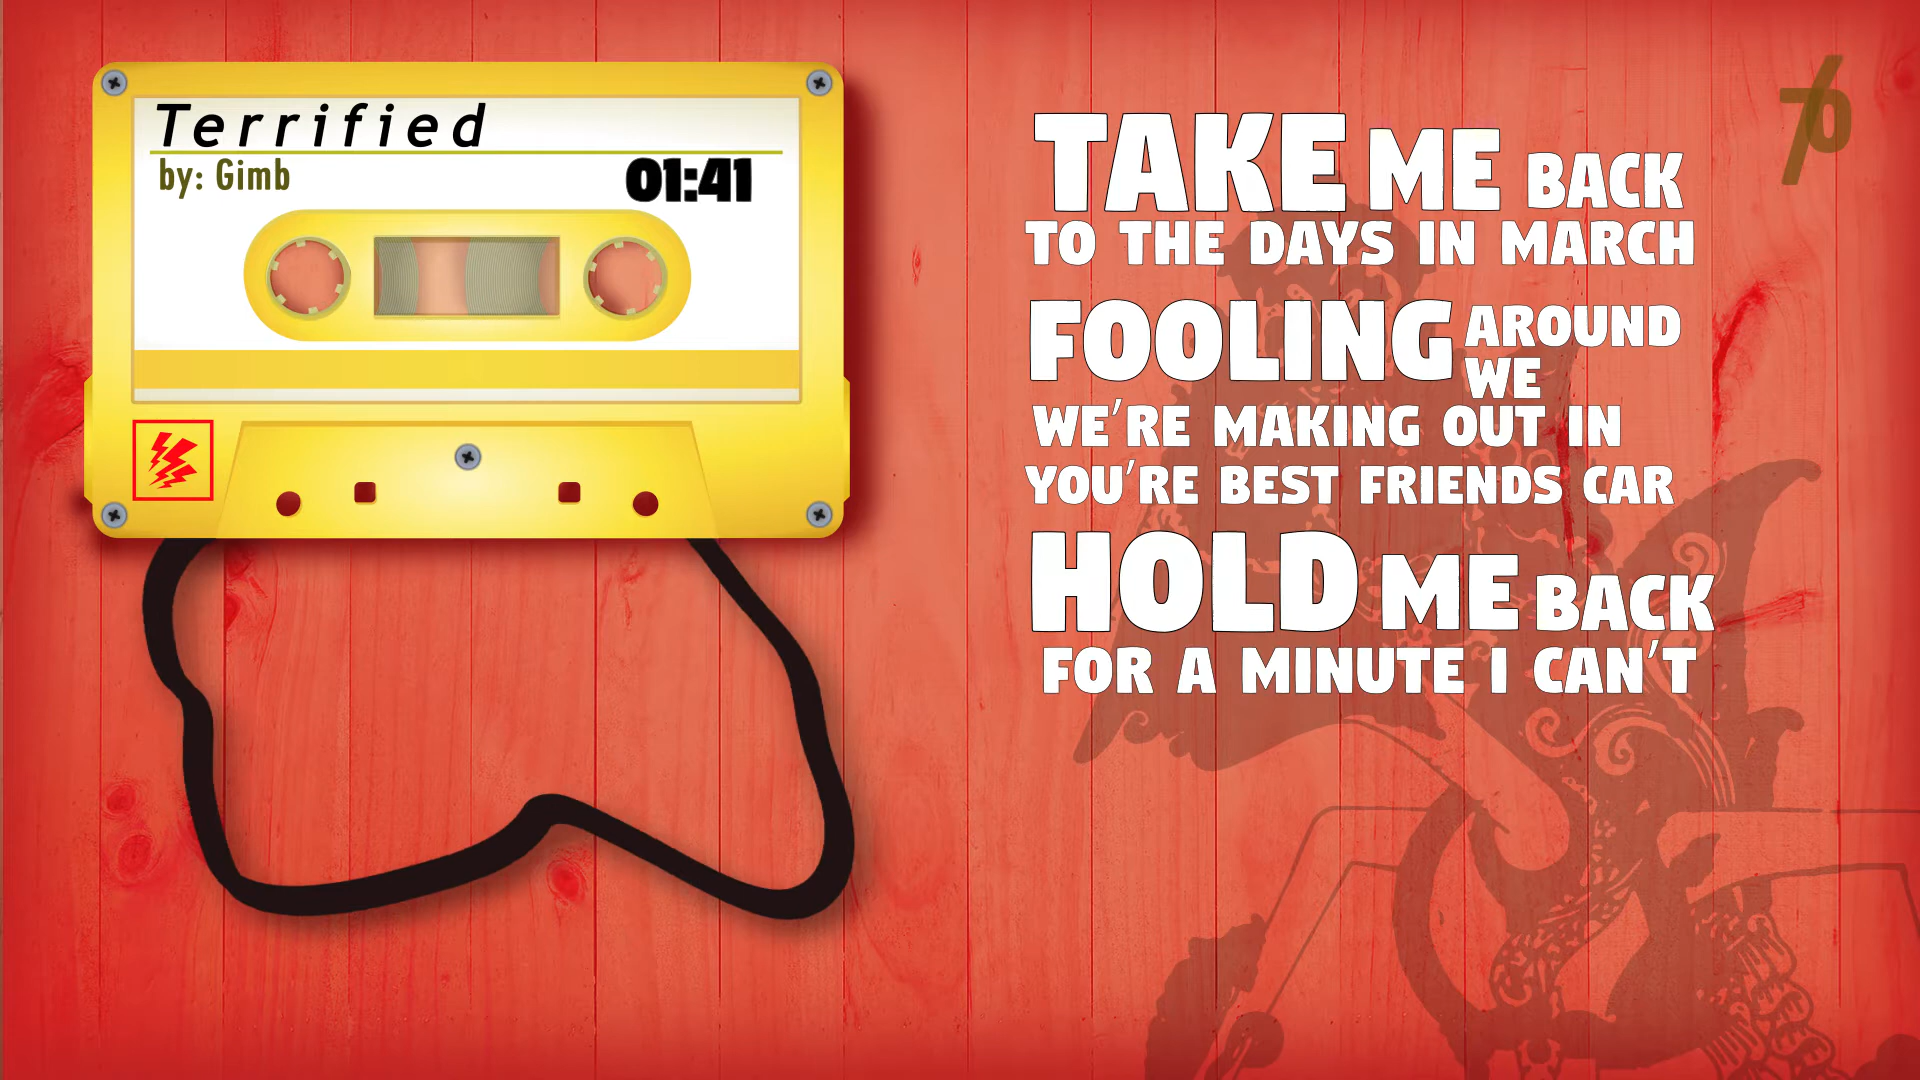 Terrified
by: Gimb
01:41
TAKE ME BACK
TO THE DAYS IN MARCH
FOOLING AROUND
WE
WE'RE MAKING OUT IN
YOU'RE BEST FRIENDS CAR
HOLD ME BACK
FOR A MINUTE I CAN'T